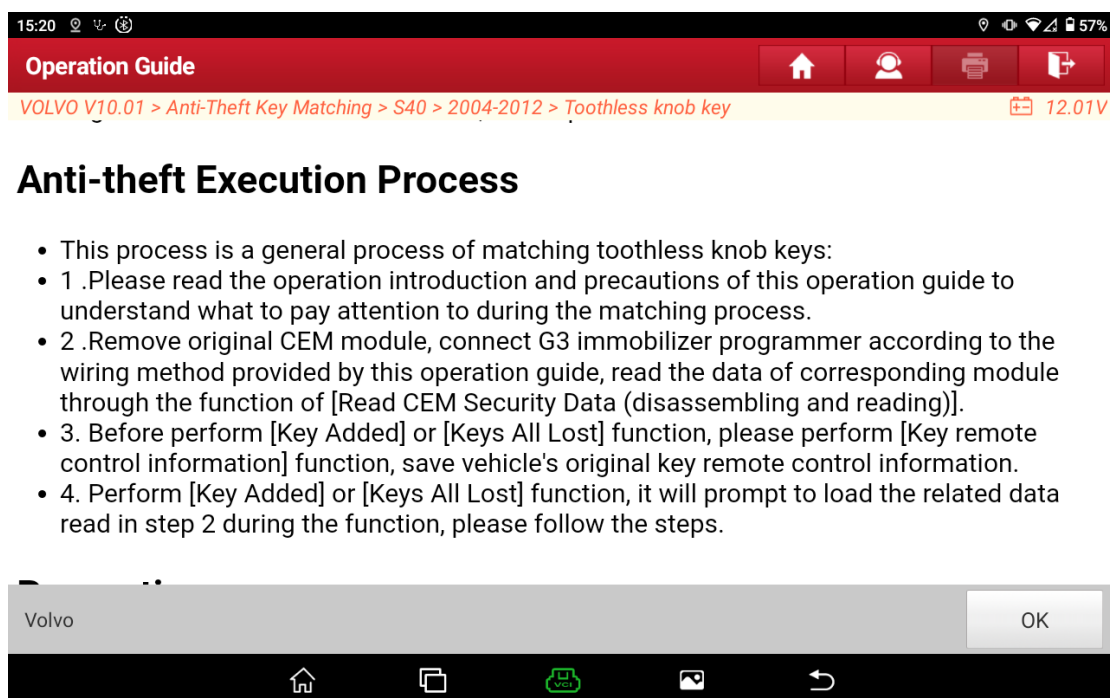 15:20
57%
Operation Guide
VOLVO V10.01 > Anti-Theft Key Matching > S40 > 2004-2012 > Toothless knob key
12.01V
Anti-theft Execution Process
• This process is a general process of matching toothless knob keys:
• 1 .Please read the operation introduction and precautions of this operation guide to
understand what to pay attention to during the matching process.
• 2 .Remove original CEM module, connect G3 immobilizer programmer according to the
wiring method provided by this operation guide, read the data of corresponding module
through the function of [Read CEM Security Data (disassembling and reading)].
• 3. Before perform [Key Added] or [Keys All Lost] function, please perform [Key remote
control information] function, save vehicle's original key remote control information.
• 4. Perform [Key Added] or [Keys All Lost] function, it will prompt to load the related data
read in step 2 during the function, please follow the steps.
Volvo
OK
VCI